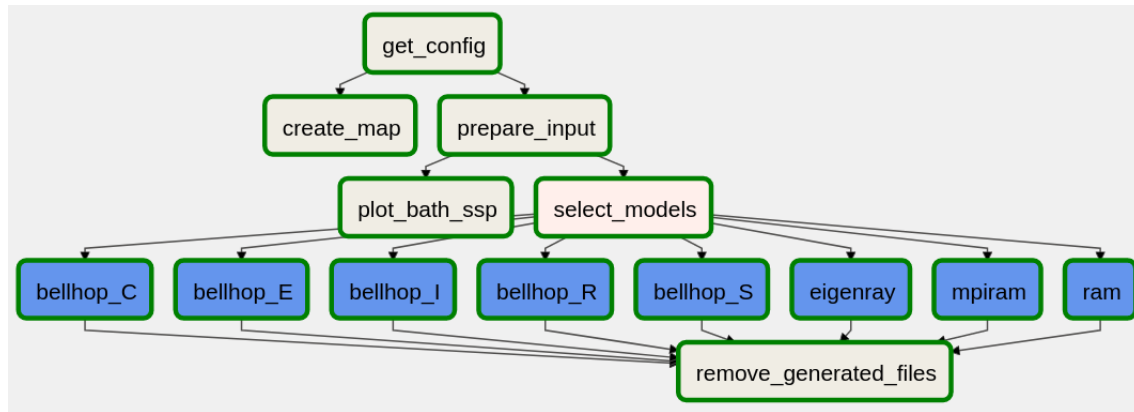 get_config
create_map
prepare_input
plot_bath_ssp
select_models
bellhop_C
bellhop_E
bellhop_I
bellhop_R
bellhop_S
eigenray
mpiram
ram
remove_generated_files